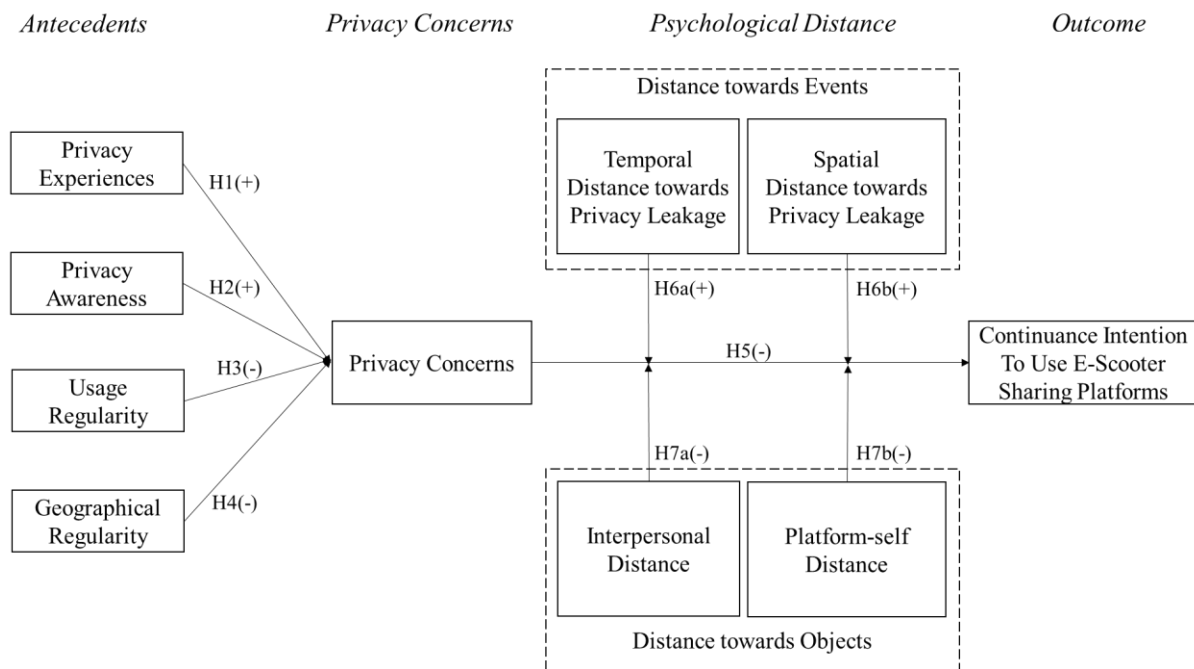 Antecedents
Privacy Concerns
Psychological Distance
Outcome
Distance towards Events
Privacy
Experiences
H1(+)
Temporal
Distance towards
Privacy Leakage
Spatial
Distance towards
Privacy Leakage
Privacy
Awareness
H2(+)
H6a(+)
H6b(+)
Privacy Concerns
H5(-)
Continuance Intention
To Use E-Scooter
Sharing Platforms
Usage
Regularity
H3(-)
H7a(-)
H7b(-)
Geographical
Regularity
H4(-)
Interpersonal
Distance
Platform-self
Distance
Distance towards Objects